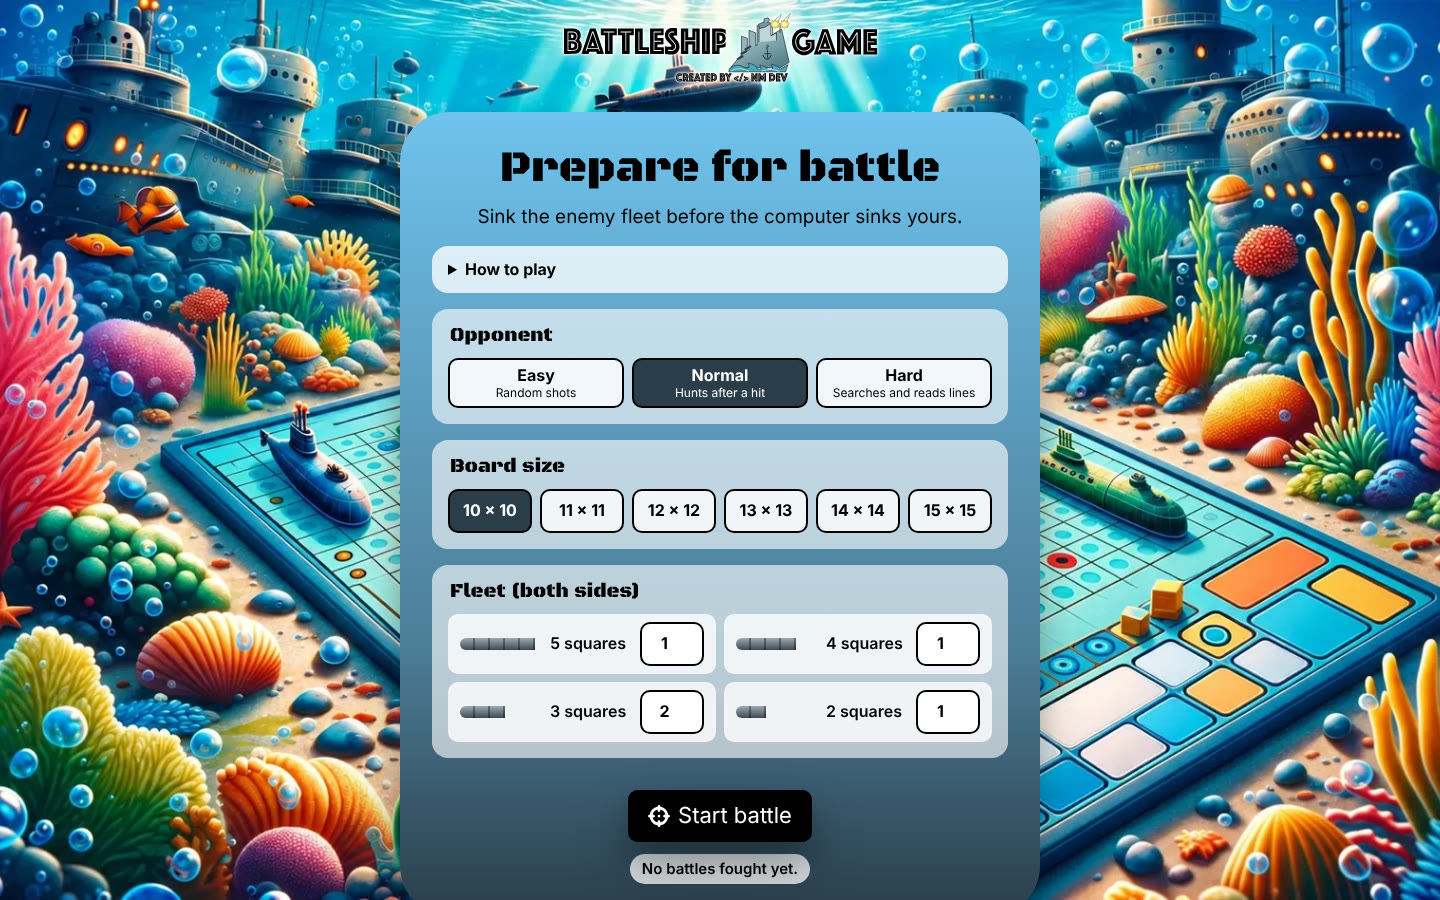 BATTLESHIP GAME
CREATED BY </> NM DEV
Prepare for battle
Sink the enemy fleet before the computer sinks yours.
How to play
Opponent
Easy
Random shots
Normal
Hunts after a hit
Hard
Searches and reads lines
Board size
10 × 10
11 × 11
12 × 12
13 × 13
14 × 14
15 × 15
Fleet (both sides)
5 squares 1
4 squares 1
3 squares 2
2 squares 1
Start battle
No battles fought yet.